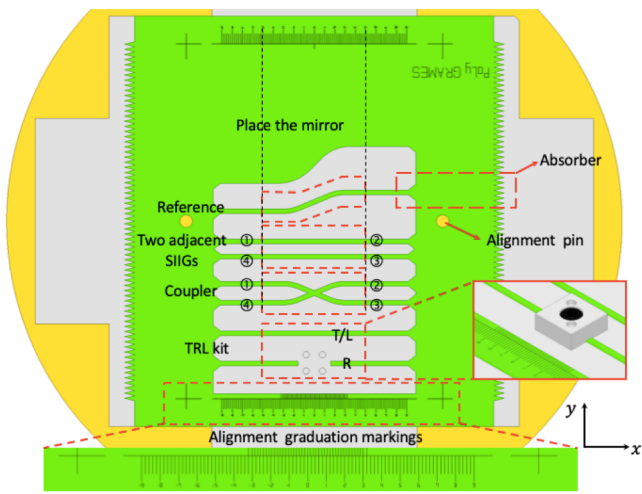 PoLy GRAMES
Place the mirror
Absorber
Reference
Two adjacent ① ②
Alignment pin
SIIGs ④ ③
Coupler ① ②
④ ③
T/L
TRL kit
R
Alignment graduation markings
y
x